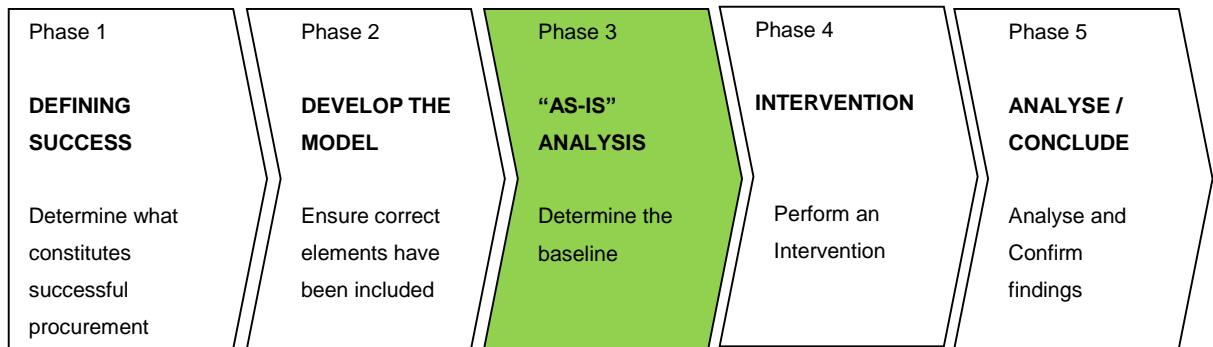 Phase 1
DEFINING
SUCCESS
Determine what
constitutes
successful
procurement
Phase 2
DEVELOP THE
MODEL
Ensure correct
elements have
been included
Phase 3
“AS-IS”
ANALYSIS
Determine the
baseline
Phase 4
INTERVENTION
Perform an
Intervention
Phase 5
ANALYSE /
CONCLUDE
Analyse and
Confirm
findings